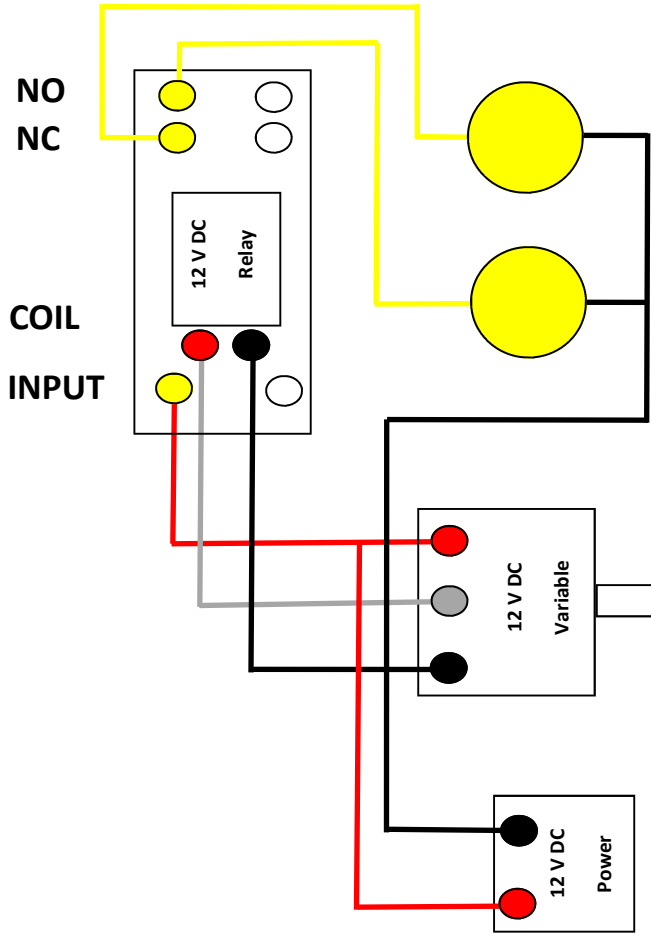 NO
NC
12 V DC
Relay
COIL
INPUT
12 V DC
Variable
12 V DC
Power